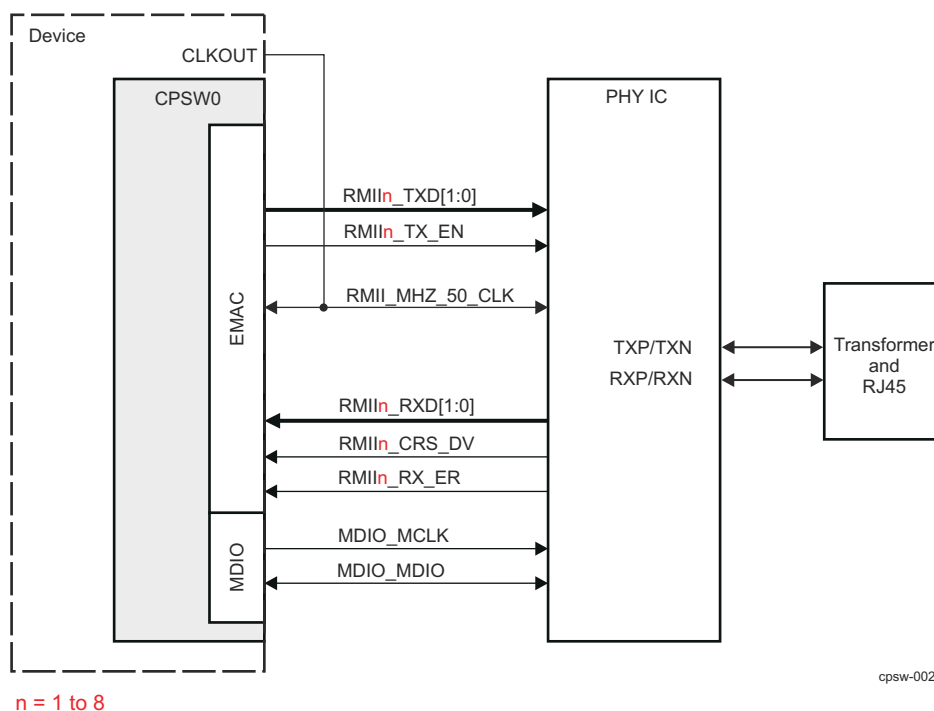 Device
CLKOUT
CPSW0
PHY IC
RMIIn_TXD[1:0]
RMIIn_TX_EN
RMII_MHZ_50_CLK
EMAC
TXP/TXN
RXP/RXN
Transformer
and
RJ45
RMIIn_RXD[1:0]
RMIIn_CRS_DV
RMIIn_RX_ER
MDIO_MCLK
MDIO
MDIO_MDIO
cpsw-002
n = 1 to 8